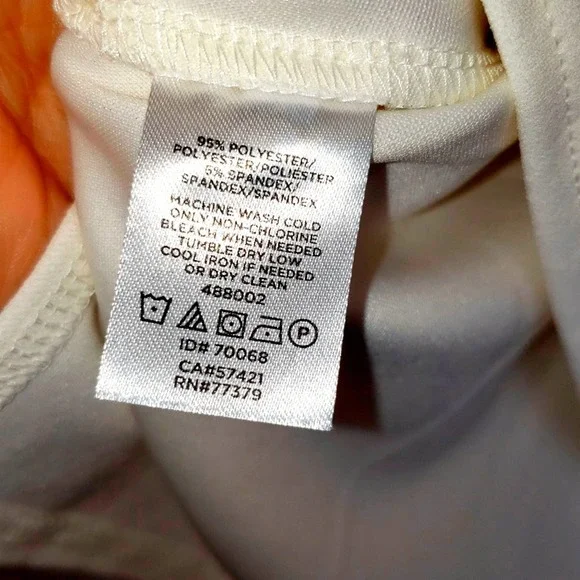 95% POLYESTER/
POLYESTER/POLIESTER
5% SPANDEX/
SPANDEX/SPANDEX
MACHINE WASH COLD
ONLY NON-CHLORINE
BLEACH WHEN NEEDED
TUMBLE DRY LOW
COOL IRON IF NEEDED
OR DRY CLEAN
488002
P
ID# 70068
CA#57421
RN#77379